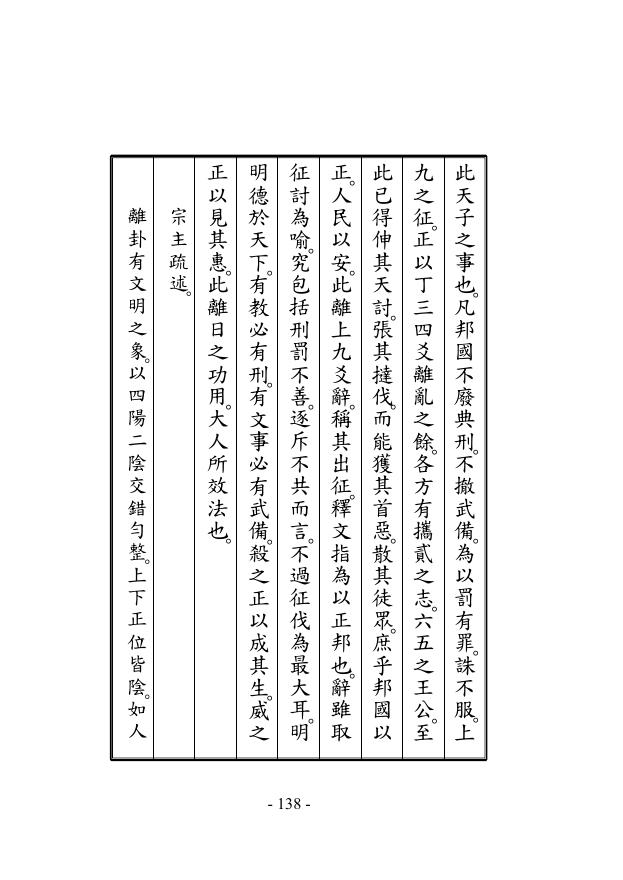 此天子之事也。凡邦國不廢典刑。不撤武備。為以罰有罪。誅不服。上
九之征。正以丁三四爻離亂之餘。各方有攜貳之志。六五之王公。至
此已得伸其天討。張其撻伐。而能獲其首惡。散其徒眾。庶乎邦國以
正。人民以安。此離上九爻辭。稱其出征。釋文指為以正邦也。辭雖取
征討為喻。究包括刑罰不善。逐斥不共而言。不過征伐為最大耳。明
明德於天下。有教必有刑。有文事必有武備。殺之正以成其生。威之
正以見其惠。此離日之功用。大人所效法也。
宗主疏述。
離卦有文明之象。以四陽二陰交錯勻整。上下正位皆陰。如人
- 138 -